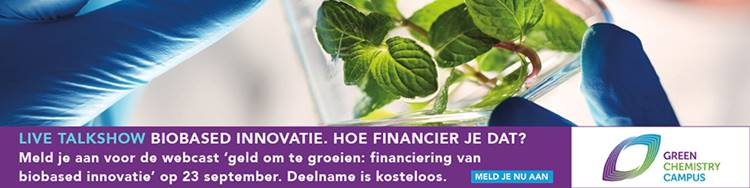 LIVE TALKSHOW BIOBASED INNOVATIE. HOE FINANCIER JE DAT?
Meld je aan voor de webcast ‘geld om te groeien: financiering van
biobased innovatie’ op 23 september. Deelname is kosteloos.
MELD JE NU AAN
GREEN
CHEMISTRY
CAMPUS